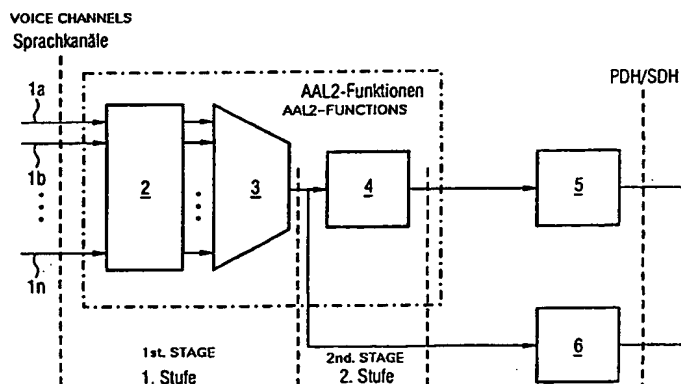 VOICE CHANNELS
Sprachkanäle
PDH/SDH
AAL2-Funktionen
AAL2-FUNCTIONS
1a
1b
1n
2
3
4
5
6
1st. STAGE
1. Stufe
2nd. STAGE
2. Stufe